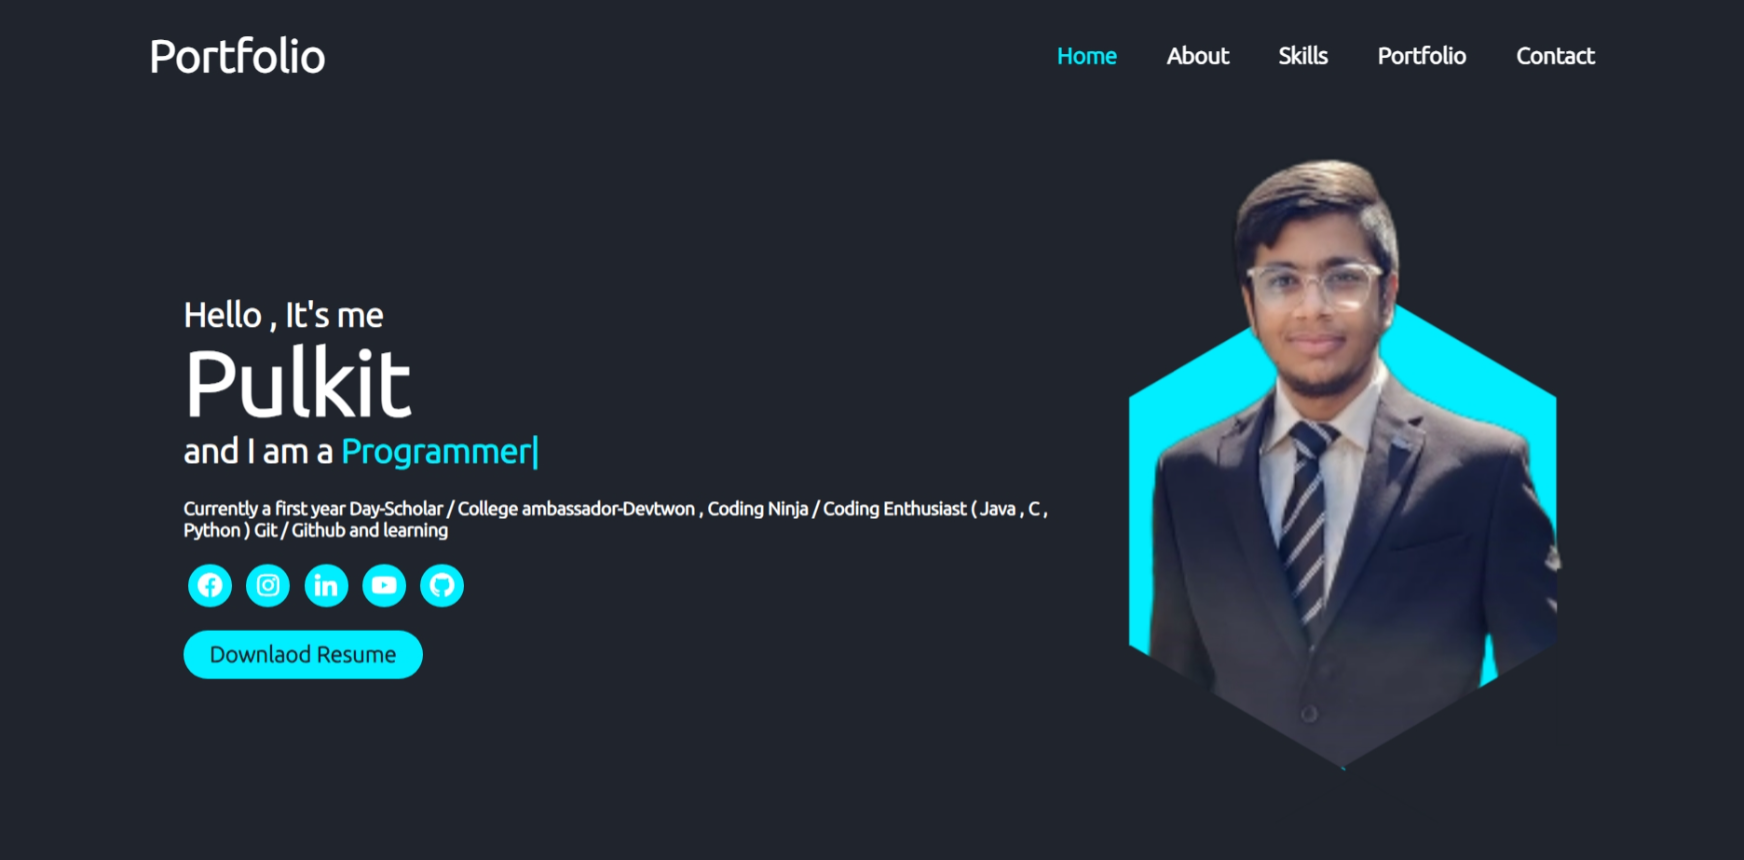 Portfolio
Home About Skills Portfolio Contact
Hello , It's me
Pulkit
and I am a Programmer|
Currently a first year Day-Scholar / College ambassador-Devtwon , Coding Ninja / Coding Enthusiast ( Java , C ,
Python ) Git / Github and learning
in
Downlaod Resume